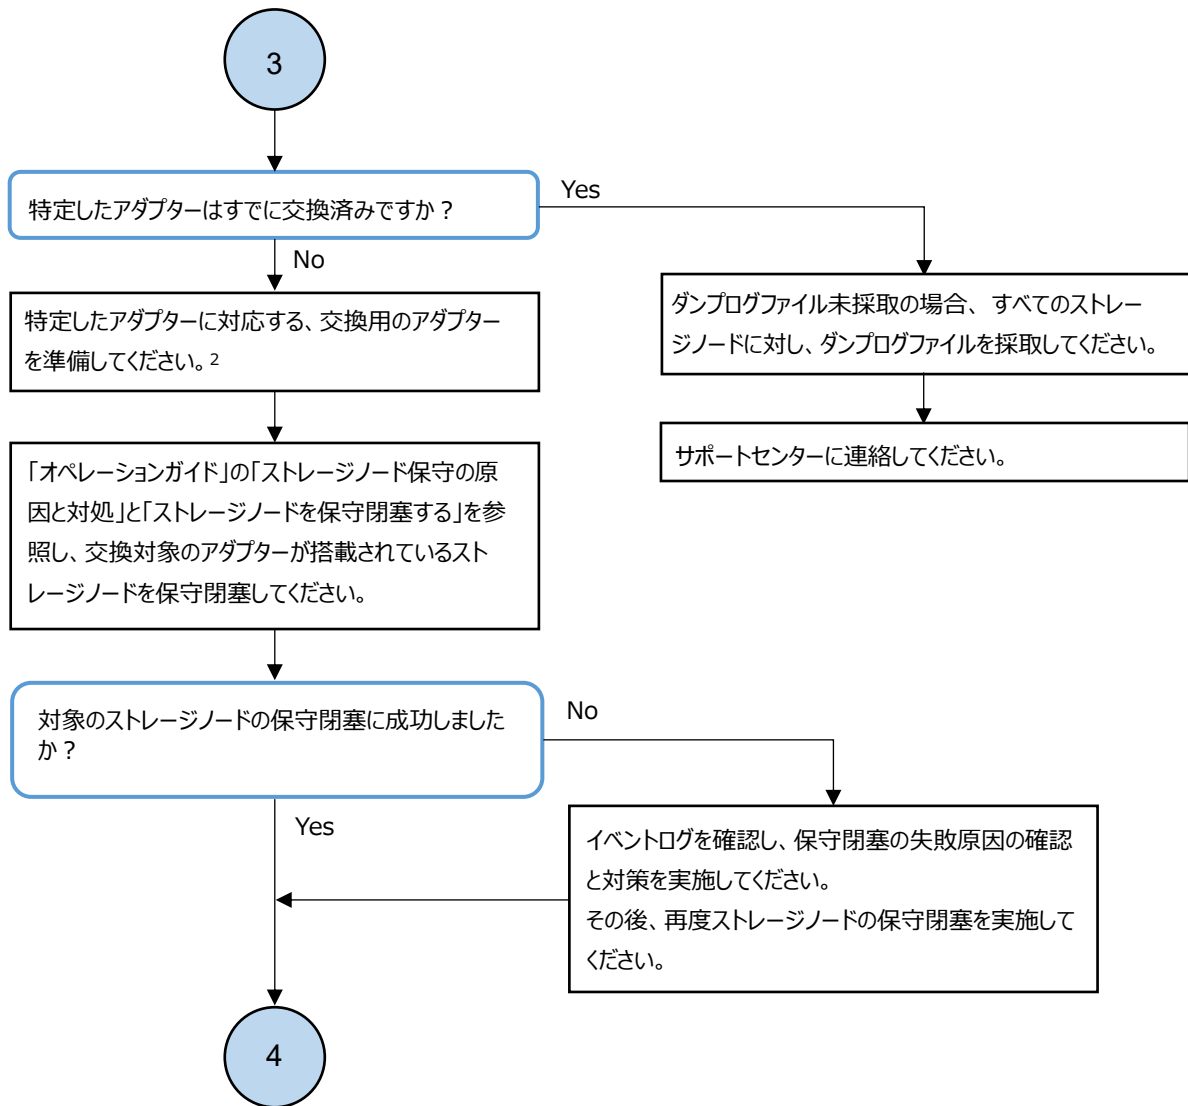 3
特定したアダプターはすでに交換済みですか？
Yes
No
特定したアダプターに対応する、交換用のアダプター
を準備してください。2
ダンプログファイル未採取の場合、すべてのストレー
ジノードに対し、ダンプログファイルを採取してください。
サポートセンターに連絡してください。
「オペレーションガイド」の「ストレージノード保守の原
因と対処」と「ストレージノードを保守閉塞する」を参
照し、交換対象のアダプターが搭載されているスト
レージノードを保守閉塞してください。
対象のストレージノードの保守閉塞に成功しました
か？
No
Yes
イベントログを確認し、保守閉塞の失敗原因の確認
と対策を実施してください。
その後、再度ストレージノードの保守閉塞を実施して
ください。
4